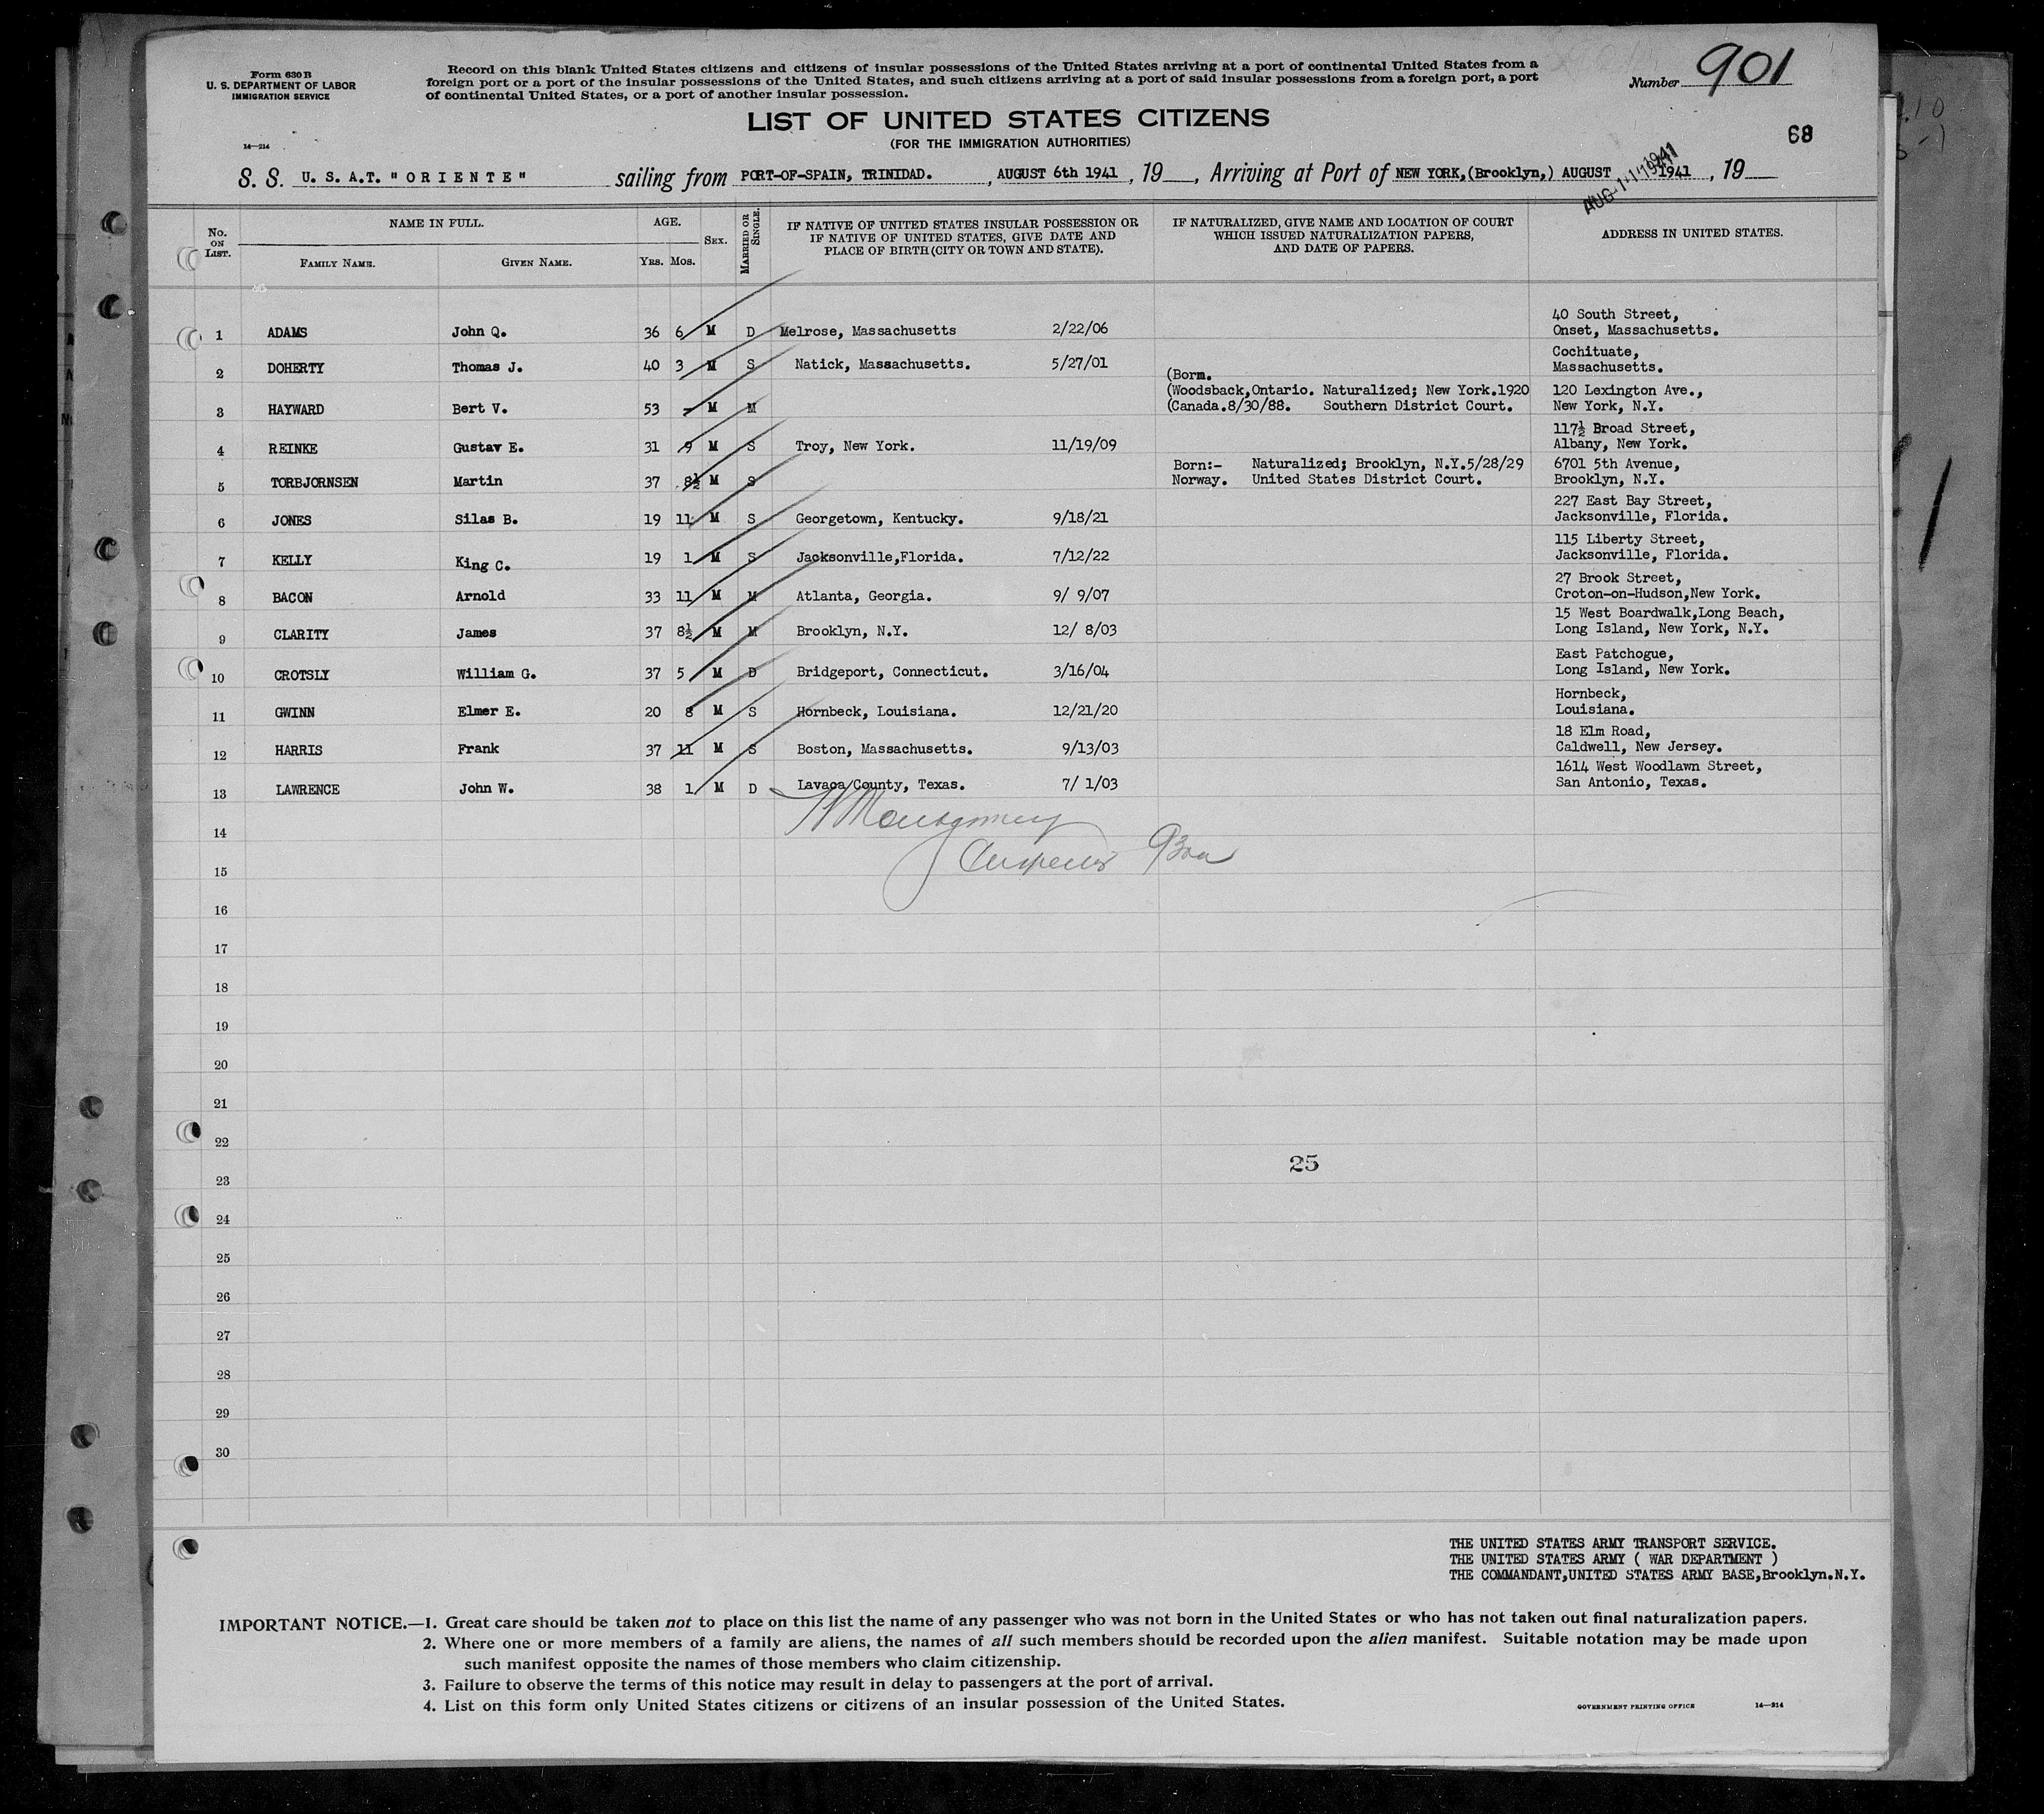 Form 630 B
U. S. DEPARTMENT OF LABOR
IMMIGRATION SERVICE
14—214
Record on this blank United States citizens and citizens of insular possessions of the United States arriving at a port of continental United States from a
foreign port or a port of the insular possessions of the United States, and such citizens arriving at a port of said insular possessions from a foreign port, a port
of continental United States, or a port of another insular possession.
Number 901
LIST OF UNITED STATES CITIZENS
(FOR THE IMMIGRATION AUTHORITIES)
68
S. S. U. S. A.T. "ORIENTE" sailing from PORT-OF-SPAIN, TRINIDAD. , AUGUST 6th 1941 , 19 , Arriving at Port of NEW YORK,(Brooklyn,) AUGUST 1941 , 19
AUG 11 1941
No. ON LIST. NAME IN FULL. AGE. SEX. MARRIED OR SINGLE. IF NATIVE OF UNITED STATES INSULAR POSSESSION OR IF NATIVE OF UNITED STATES, GIVE DATE AND PLACE OF BIRTH (CITY OR TOWN AND STATE). IF NATURALIZED, GIVE NAME AND LOCATION OF COURT WHICH ISSUED NATURALIZATION PAPERS, AND DATE OF PAPERS. ADDRESS IN UNITED STATES.
FAMILY NAME. GIVEN NAME. YRS. MOS.
1 ADAMS John Q. 36 6 M D Melrose, Massachusetts 2/22/06 40 South Street,
Onset, Massachusetts.
2 DOHERTY Thomas J. 40 3 M S Natick, Massachusetts. 5/27/01 Cochituate,
Massachusetts.
3 HAYWARD Bert V. 53 - M M (Born.
(Woodsback,Ontario. Naturalized; New York.1920 120 Lexington Ave.,
(Canada.8/30/88. Southern District Court. New York, N.Y.
4 REINKE Gustav E. 31 9 M S Troy, New York. 11/19/09 117½ Broad Street,
Albany, New York.
5 TORBJORNSEN Martin 37 8½ M S Born:- Naturalized; Brooklyn, N.Y.5/28/29 6701 5th Avenue,
Norway. United States District Court. Brooklyn, N.Y.
6 JONES Silas B. 19 11 M S Georgetown, Kentucky. 9/18/21 227 East Bay Street,
Jacksonville, Florida.
7 KELLY King C. 19 1 M S Jacksonville,Florida. 7/12/22 115 Liberty Street,
Jacksonville, Florida.
8 BACON Arnold 33 11 M M Atlanta, Georgia. 9/ 9/07 27 Brook Street,
Croton-on-Hudson,New York.
9 CLARITY James 37 8½ M M Brooklyn, N.Y. 12/ 8/03 15 West Boardwalk,Long Beach,
Long Island, New York, N.Y.
10 CROTSLY William G. 37 5 M D Bridgeport, Connecticut. 3/16/04 East Patchogue,
Long Island, New York.
11 GWINN Elmer E. 20 8 M S Hornbeck, Louisiana. 12/21/20 Hornbeck,
Louisiana.
12 HARRIS Frank 37 11 M S Boston, Massachusetts. 9/13/03 18 Elm Road,
Caldwell, New Jersey.
13 LAWRENCE John W. 38 1 M D Lavaca County, Texas. 7/ 1/03 1614 West Woodlawn Street,
San Antonio, Texas.
Montgomery
14
15
16
17
18
19
20
21
22
25
23
24
25
26
27
28
29
30
THE UNITED STATES ARMY TRANSPORT SERVICE.
THE UNITED STATES ARMY ( WAR DEPARTMENT )
THE COMMANDANT,UNITED STATES ARMY BASE,Brooklyn.N.Y.
IMPORTANT NOTICE.—1. Great care should be taken not to place on this list the name of any passenger who was not born in the United States or who has not taken out final naturalization papers.
2. Where one or more members of a family are aliens, the names of all such members should be recorded upon the alien manifest. Suitable notation may be made upon
such manifest opposite the names of those members who claim citizenship.
3. Failure to observe the terms of this notice may result in delay to passengers at the port of arrival.
4. List on this form only United States citizens or citizens of an insular possession of the United States.
GOVERNMENT PRINTING OFFICE 14—214